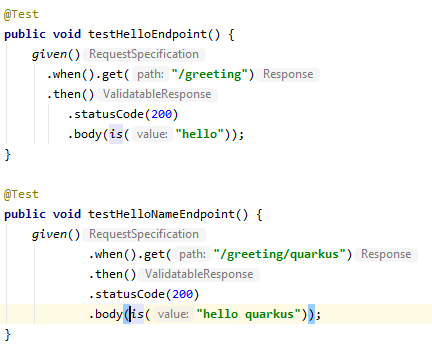 @Test
public void testHelloEndpoint() {
given() RequestSpecification
.when().get( path: "/greeting") Response
.then() ValidatableResponse
.statusCode(200)
.body(is( value: "hello"));
}
@Test
public void testHelloNameEndpoint() {
given() RequestSpecification
.when().get( path: "/greeting/quarkus") Response
.then() ValidatableResponse
.statusCode(200)
.body(is( value: "hello quarkus"));
}